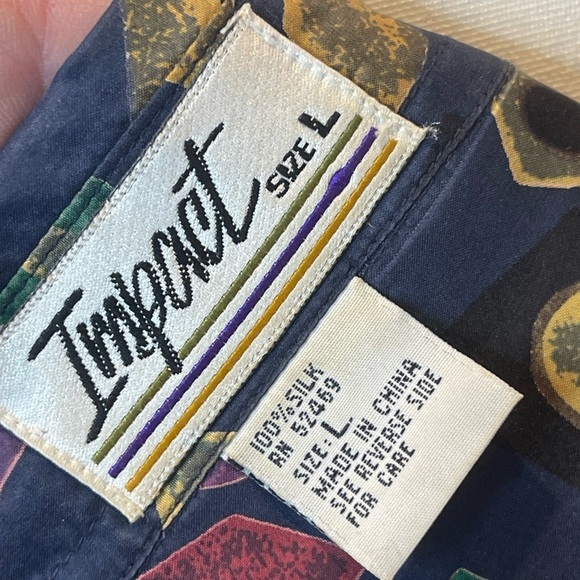 Impact
SIZE L
100% SILK
RN 52469
SIZE: L
MADE IN CHINA
SEE REVERSE SIDE
FOR CARE